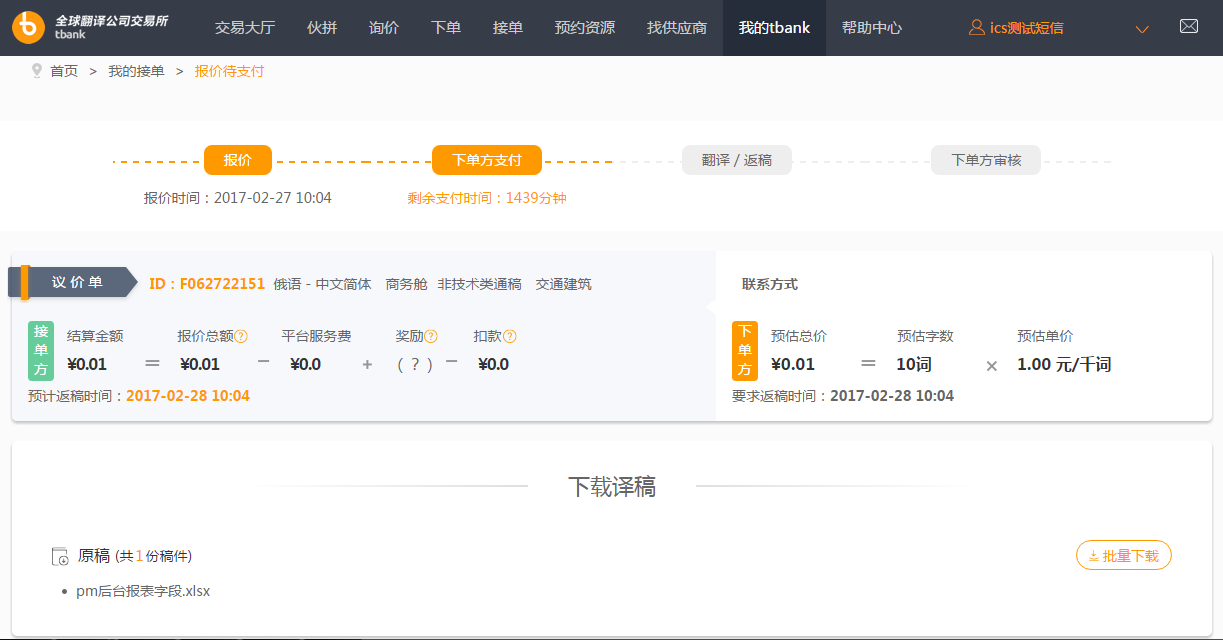 全球翻译公司交易所
tbank
交易大厅 伙拼 询价 下单 接单 预约资源 找供应商 我的tbank 帮助中心 ics测试短信
首页 > 我的接单 > 报价待支付
报价 下单方支付 翻译 / 返稿 下单方审核
报价时间：2017-02-27 10:04 剩余支付时间：1439分钟
议价单 ID：F062722151 俄语 - 中文简体 商务舱 非技术类通稿 交通建筑 联系方式
接单方 结算金额 报价总额? 平台服务费 奖励? 扣款?
¥0.01 = ¥0.01 - ¥0.0 + （ ? ） - ¥0.0
预计返稿时间：2017-02-28 10:04
下单方 预估总价 预估字数 预估单价
¥0.01 = 10词 × 1.00 元/千词
要求返稿时间：2017-02-28 10:04
下载译稿
原稿 (共1份稿件) 批量下载
• pm后台报表字段.xlsx